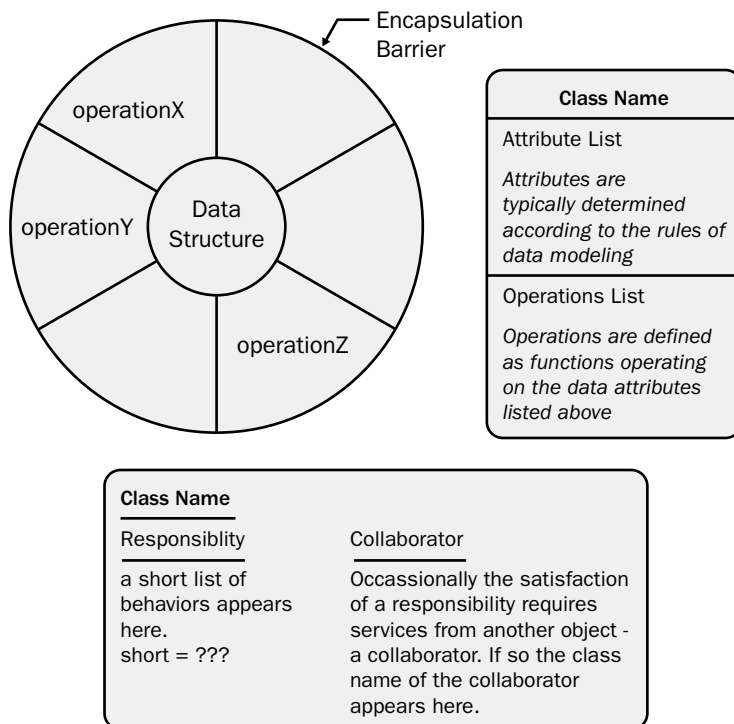 Encapsulation
Barrier
operationX
operationY
Data
Structure
operationZ
Class Name
Attribute List
Attributes are
typically determined
according to the rules of
data modeling
Operations List
Operations are defined
as functions operating
on the data attributes
listed above
Class Name
Responsiblity
a short list of
behaviors appears
here.
short = ???
Collaborator
Occassionally the satisfaction
of a responsibility requires
services from another object -
a collaborator. If so the class
name of the collaborator
appears here.